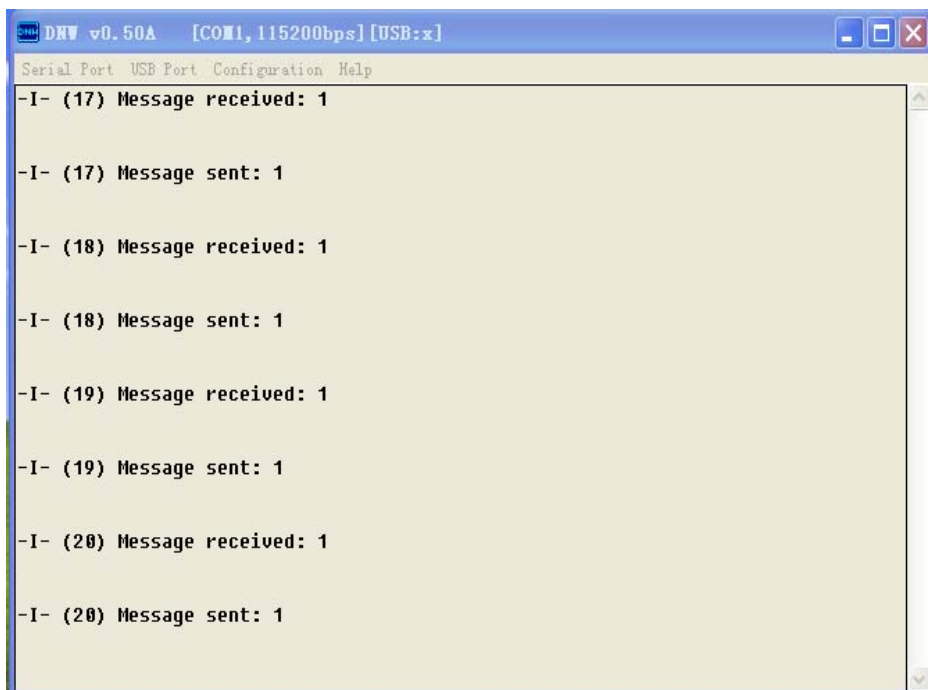 DNW v0.50A [COM1,115200bps][USB:x]
Serial Port USB Port Configuration Help
-I- (17) Message received: 1
-I- (17) Message sent: 1
-I- (18) Message received: 1
-I- (18) Message sent: 1
-I- (19) Message received: 1
-I- (19) Message sent: 1
-I- (20) Message received: 1
-I- (20) Message sent: 1